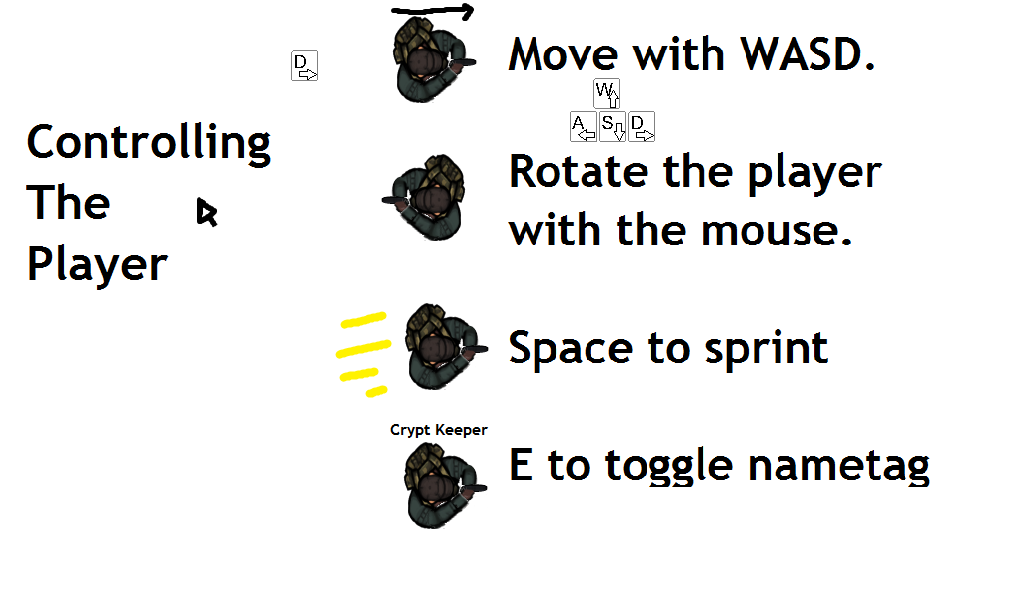 Controlling
The
Player
D
Move with WASD.
W
A S D
Rotate the player
with the mouse.
Space to sprint
Crypt Keeper
E to toggle nametag